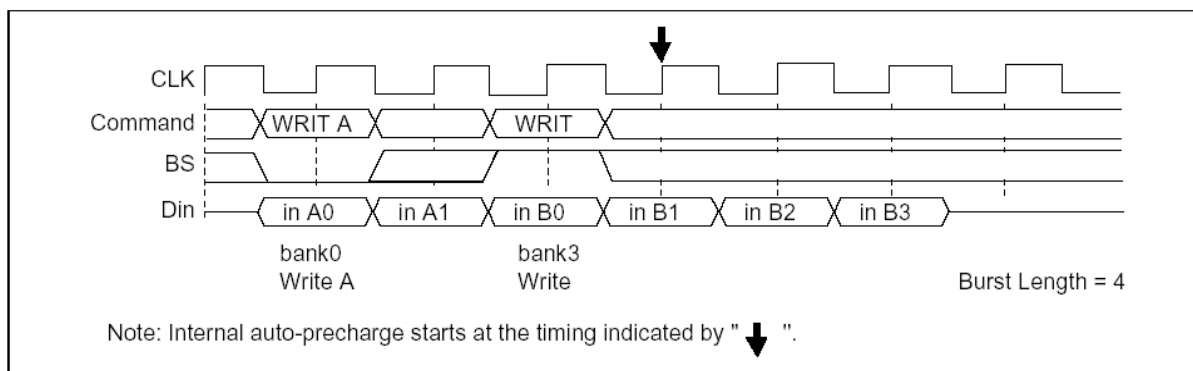 CLK
Command WRIT A WRIT
BS
Din in A0 in A1 in B0 in B1 in B2 in B3
bank0 bank3
Write A Write Burst Length = 4
Note: Internal auto-precharge starts at the timing indicated by " ".